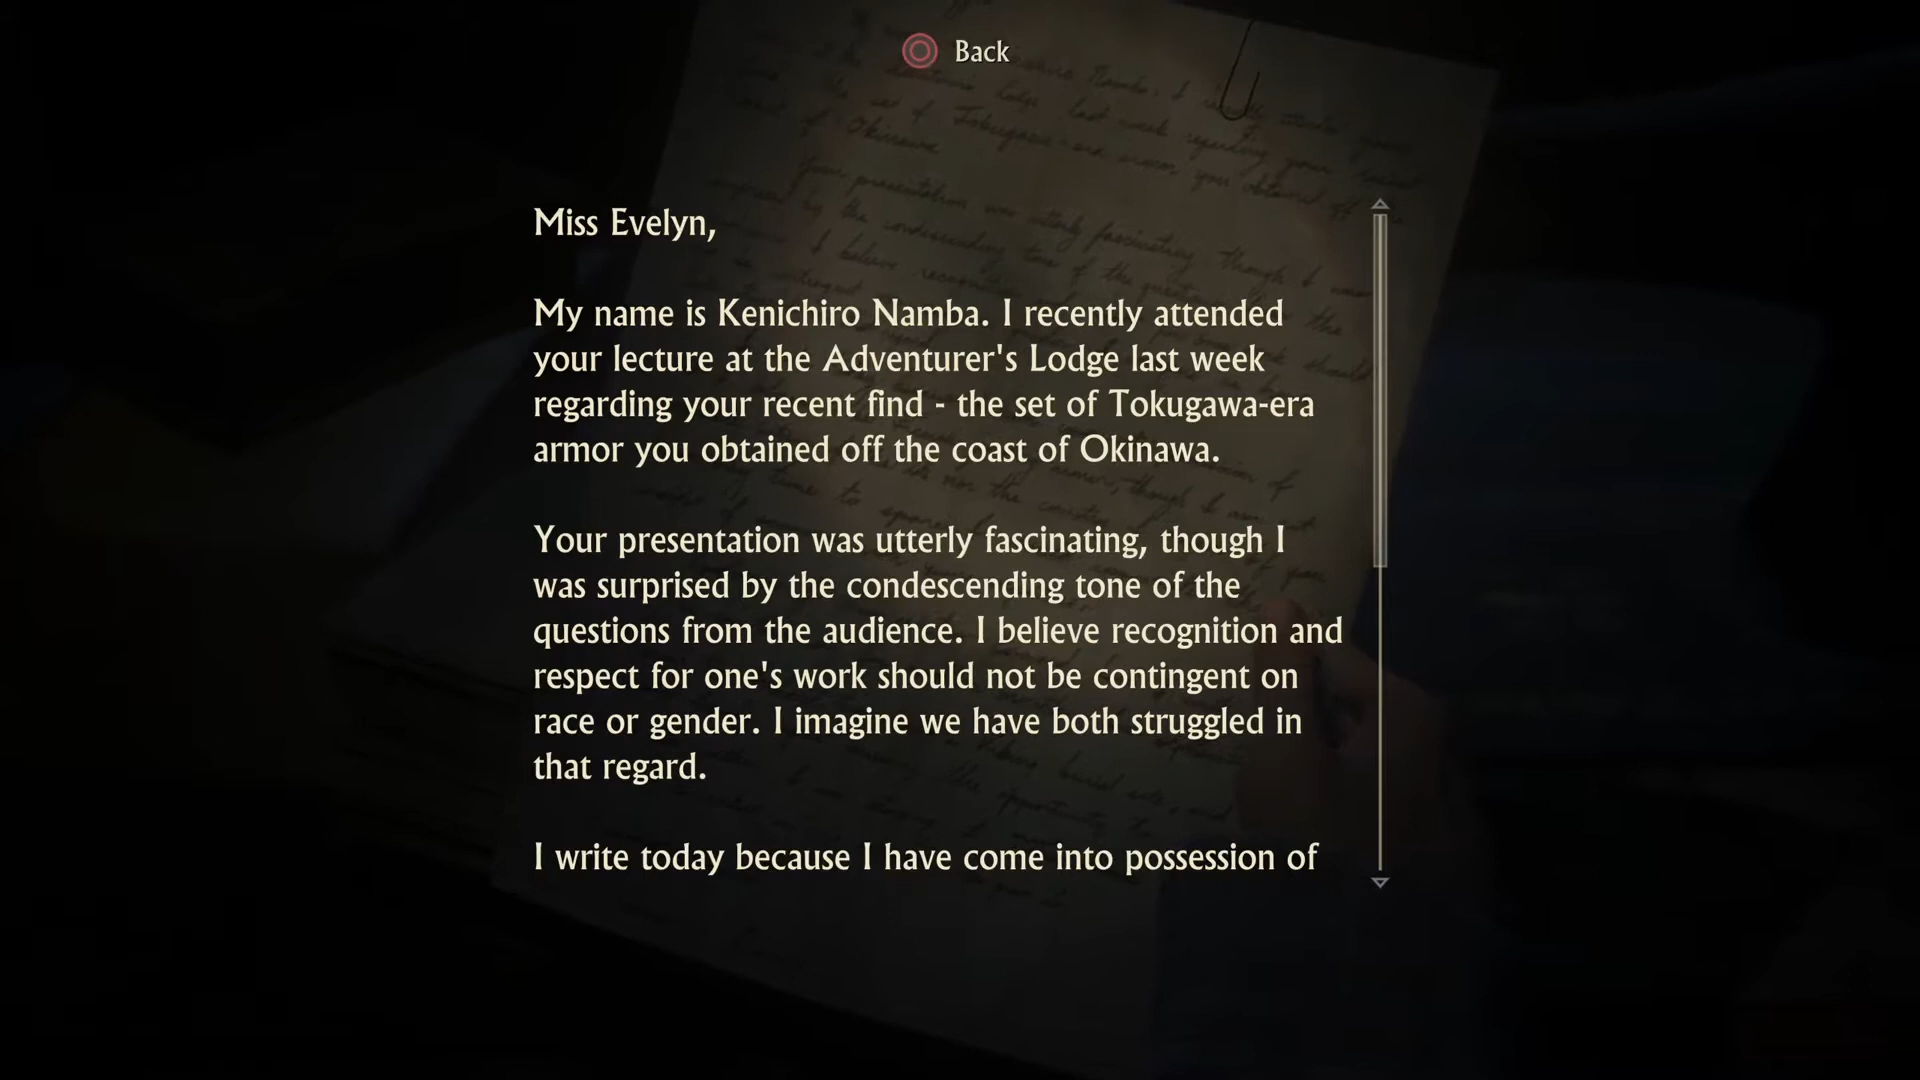 Back
Miss Evelyn,
My name is Kenichiro Namba. I recently attended
your lecture at the Adventurer's Lodge last week
regarding your recent find - the set of Tokugawa-era
armor you obtained off the coast of Okinawa.
Your presentation was utterly fascinating, though I
was surprised by the condescending tone of the
questions from the audience. I believe recognition and
respect for one's work should not be contingent on
race or gender. I imagine we have both struggled in
that regard.
I write today because I have come into possession of